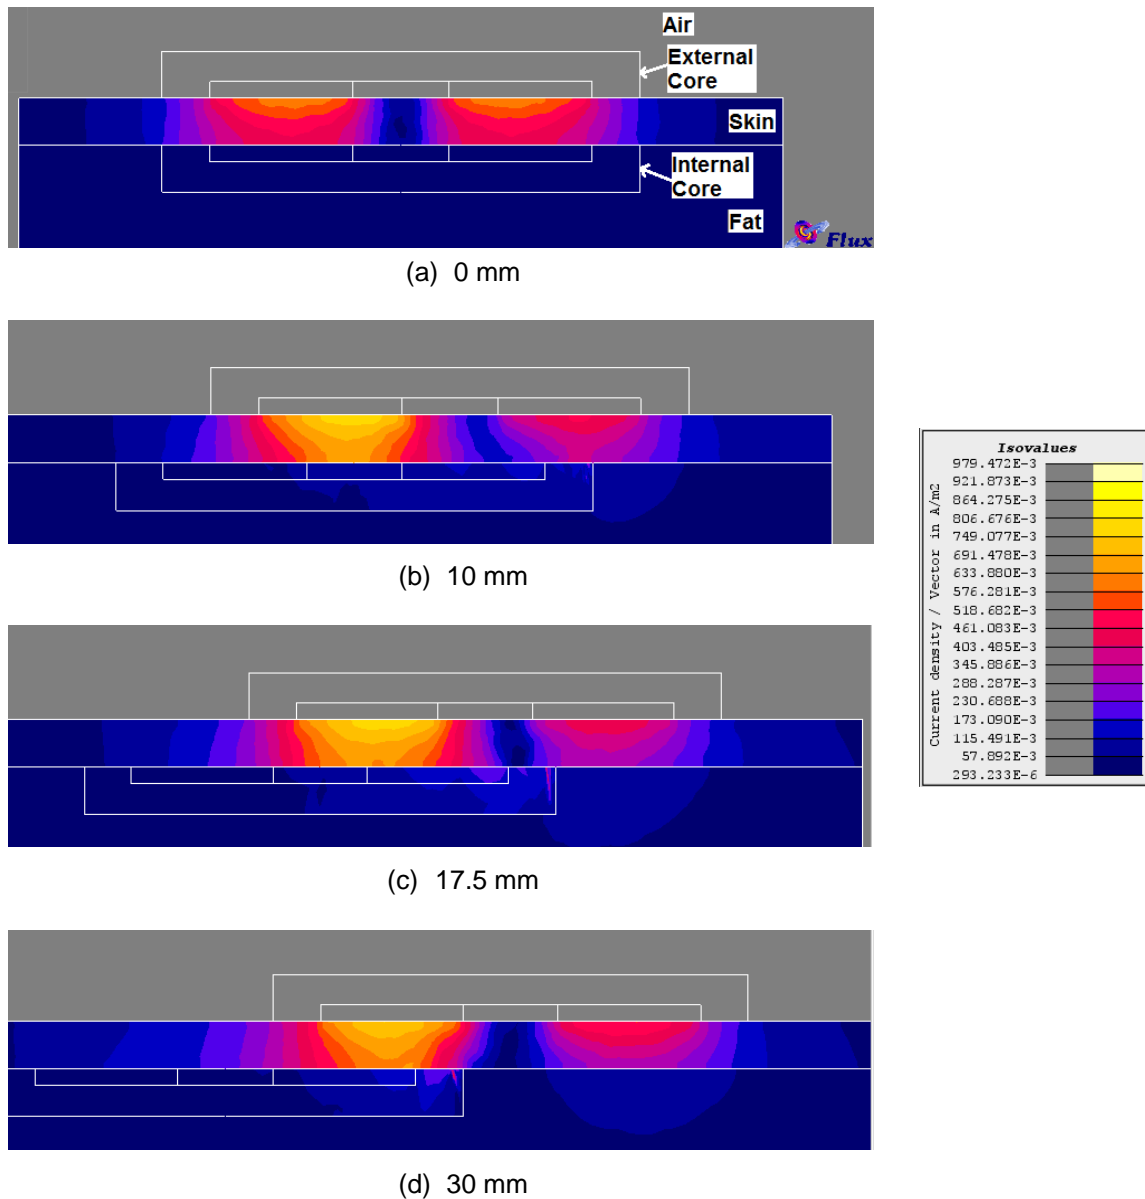 Air
External
Core
Skin
Internal
Core
Fat
Flux
(a) 0 mm
(b) 10 mm
Isovalues
979.472E-3
921.873E-3
864.275E-3
806.676E-3
749.077E-3
691.478E-3
633.880E-3
576.281E-3
518.682E-3
461.083E-3
403.485E-3
345.886E-3
288.287E-3
230.688E-3
173.090E-3
115.491E-3
57.892E-3
293.233E-6
Current density / Vector in A/m2
(c) 17.5 mm
(d) 30 mm